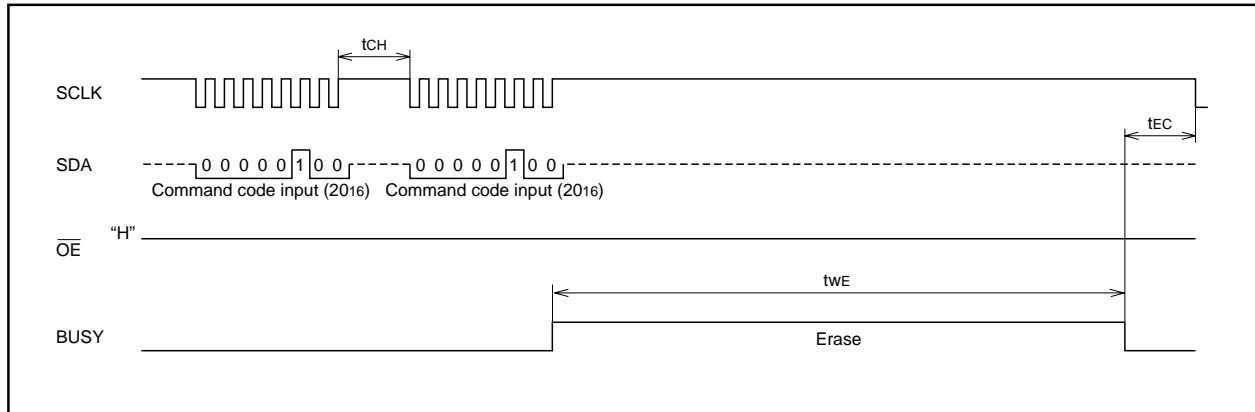 tCH
SCLK
tEC
SDA
0 0 0 0 0 1 0 0
0 0 0 0 0 1 0 0
Command code input (2016)
Command code input (2016)
OE
“H”
twE
BUSY
Erase